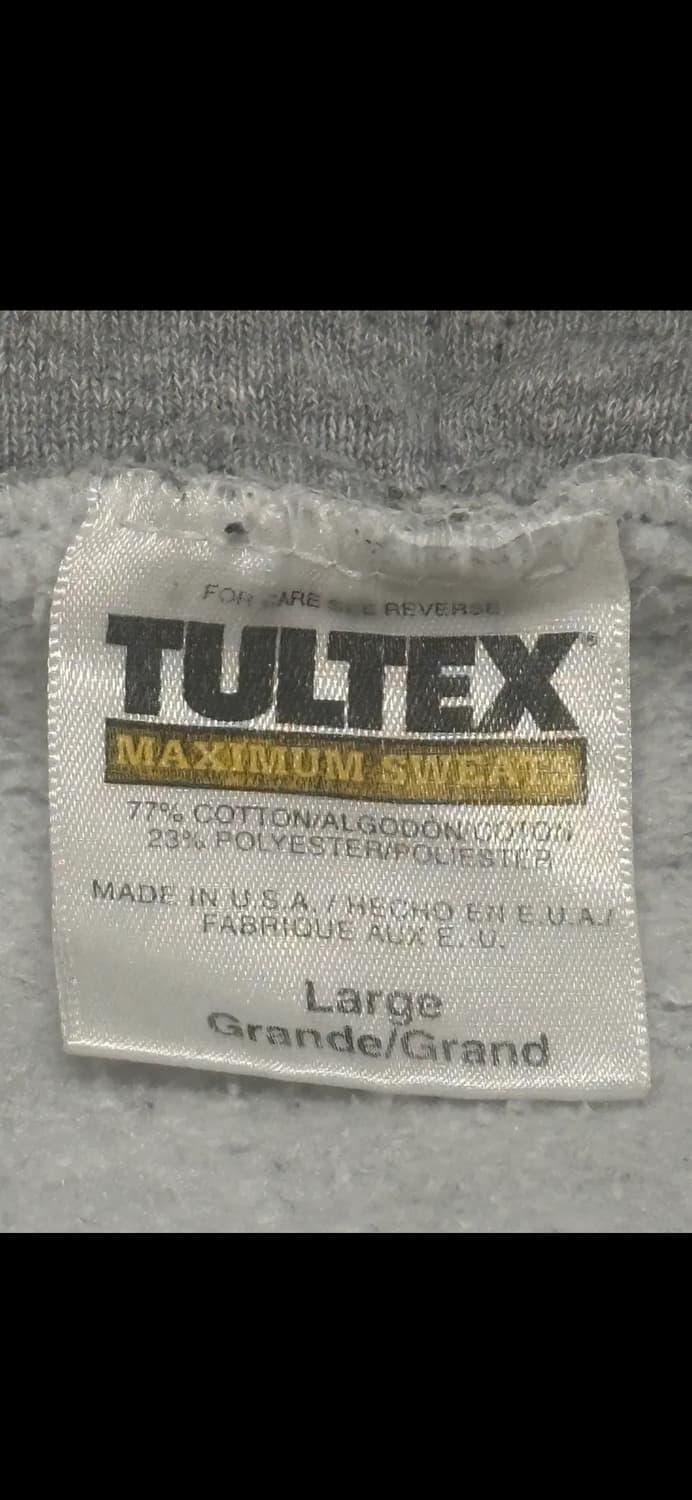 FOR CARE SEE REVERSE
TULTEX®
MAXIMUM SWEATS
77% COTTON/ALGODÓN/COTON
23% POLYESTER/POLIESTER
MADE IN U.S.A. / HECHO EN E.U.A./
FABRIQUE AUX E.-U.
Large
Grande/Grand